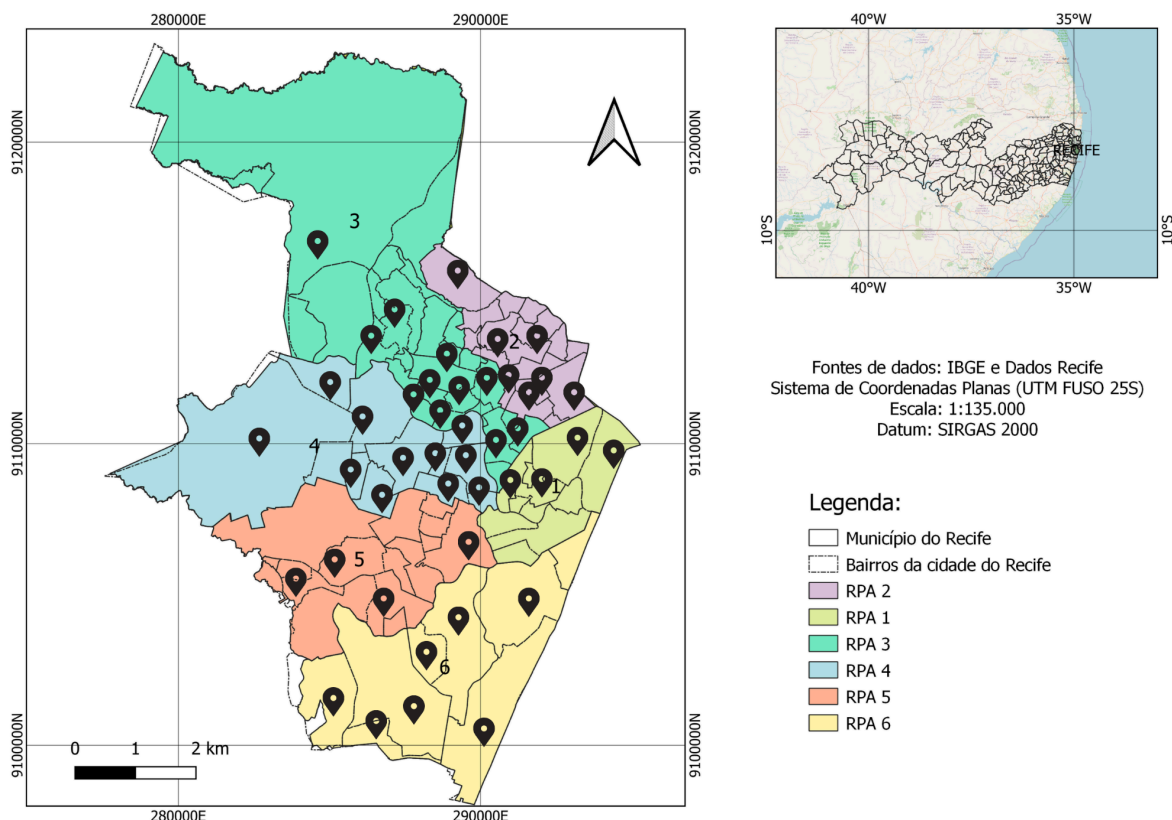 280000E
290000E
9120000N
9120000N
9110000N
9110000N
9100000N
9100000N
3
2
4
1
5
6
0 1 2 km
280000E
290000E
40°W
35°W
RECIFE
10°S
10°S
40°W
35°W
Fontes de dados: IBGE e Dados Recife
Sistema de Coordenadas Planas (UTM FUSO 25S)
Escala: 1:135.000
Datum: SIRGAS 2000
Legenda:
Município do Recife
Bairros da cidade do Recife
RPA 2
RPA 1
RPA 3
RPA 4
RPA 5
RPA 6